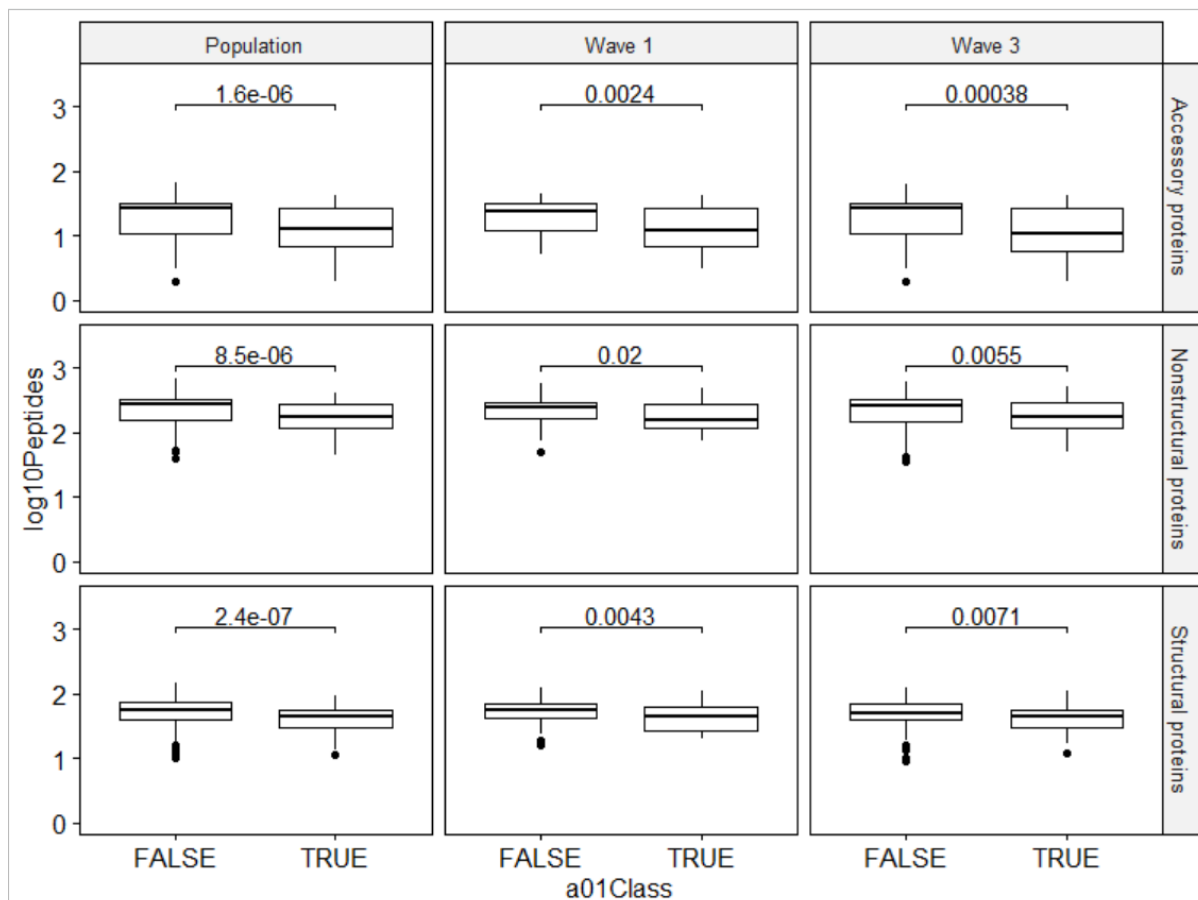 Population Wave 1 Wave 3
1.6e-06 0.0024 0.00038
3
2
1
0
Accessory proteins
8.5e-06 0.02 0.0055
3
2
1
0
Nonstructural proteins
2.4e-07 0.0043 0.0071
3
2
1
0
Structural proteins
log10Peptides
FALSE TRUE FALSE TRUE FALSE TRUE
a01Class